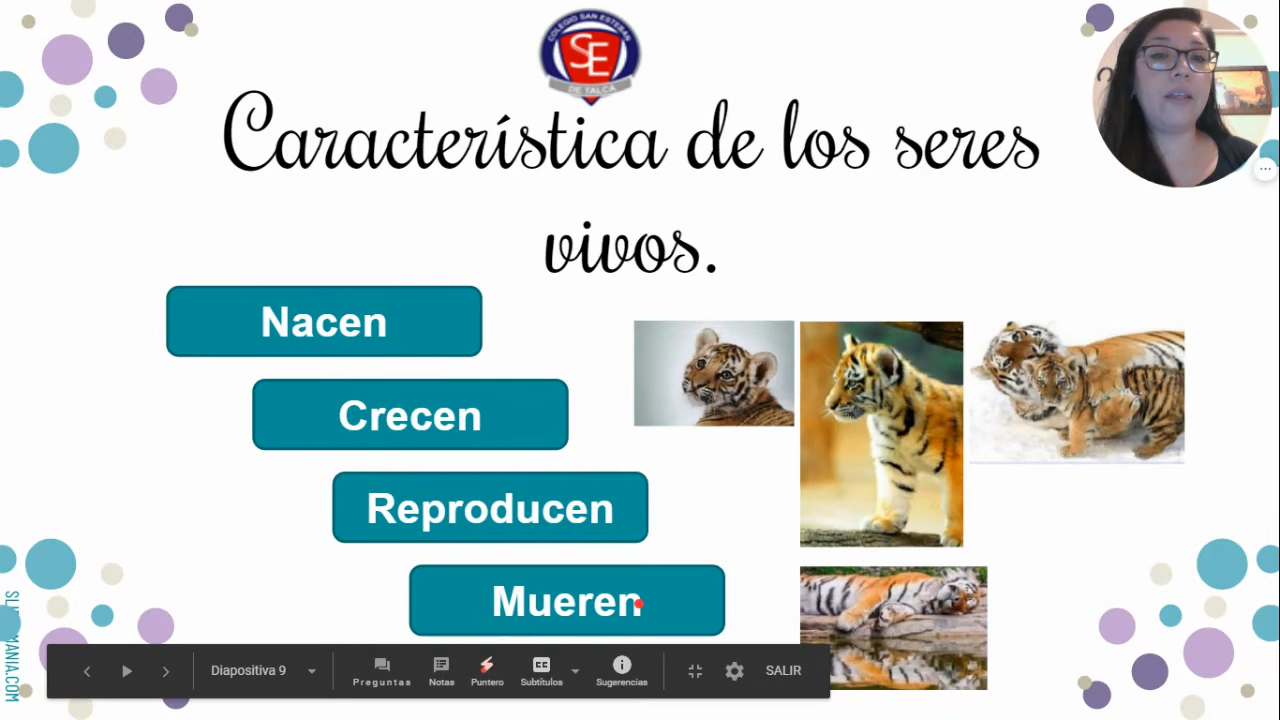 COLEGIO SAN ESTEBAN
SE
DE TALCA
Característica de los seres
vivos.
Nacen
Crecen
Reproducen
Mueren
Diapositiva 9
Preguntas
Notas
Puntero
CC
Subtítulos
Sugerencias
SALIR